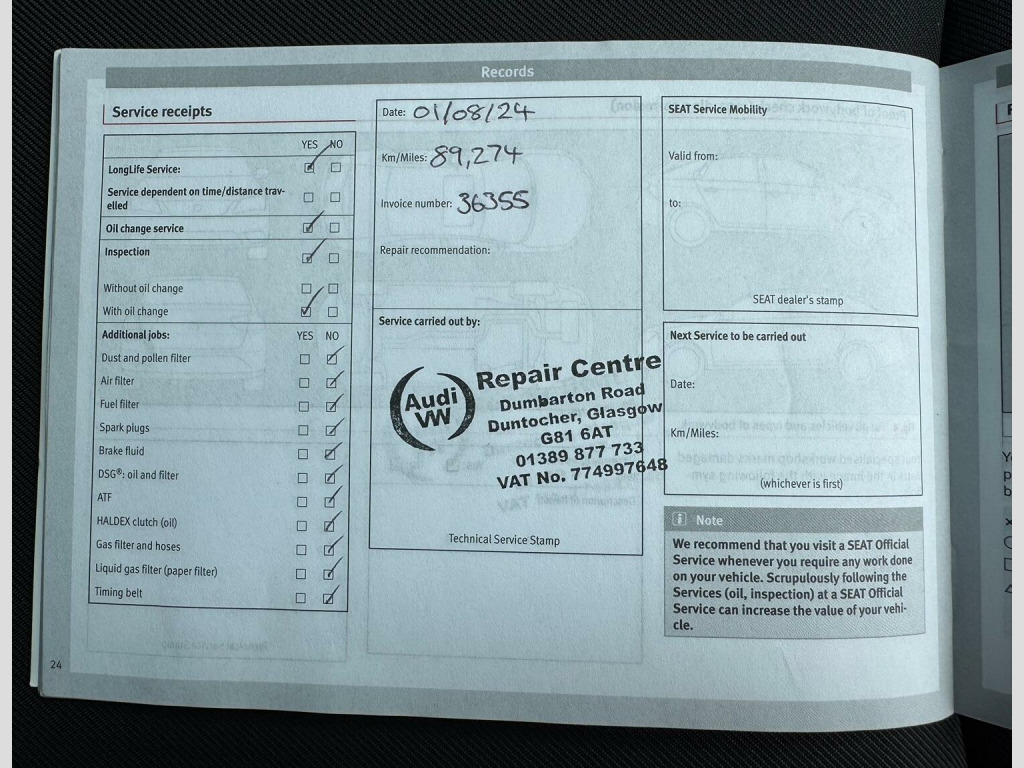 Records
Service receipts
YES NO
LongLife Service:
Service dependent on time/distance trav-
elled
Oil change service
Inspection
Without oil change
With oil change
Additional jobs: YES NO
Dust and pollen filter
Air filter
Fuel filter
Spark plugs
Brake fluid
DSG®: oil and filter
ATF
HALDEX clutch (oil)
Gas filter and hoses
Liquid gas filter (paper filter)
Timing belt
24
Date: 01/08/24
Km/Miles: 89,274
Invoice number: 36355
Repair recommendation:
Service carried out by:
Audi
VW
Repair Centre
Dumbarton Road
Duntocher, Glasgow
G81 6AT
01389 877 733
VAT No. 774997648
Technical Service Stamp
SEAT Service Mobility
Valid from:
to:
SEAT dealer's stamp
Next Service to be carried out
Date:
Km/Miles:
(whichever is first)
i Note
We recommend that you visit a SEAT Official
Service whenever you require any work done
on your vehicle. Scrupulously following the
Services (oil, inspection) at a SEAT Official
Service can increase the value of your vehi-
cle.